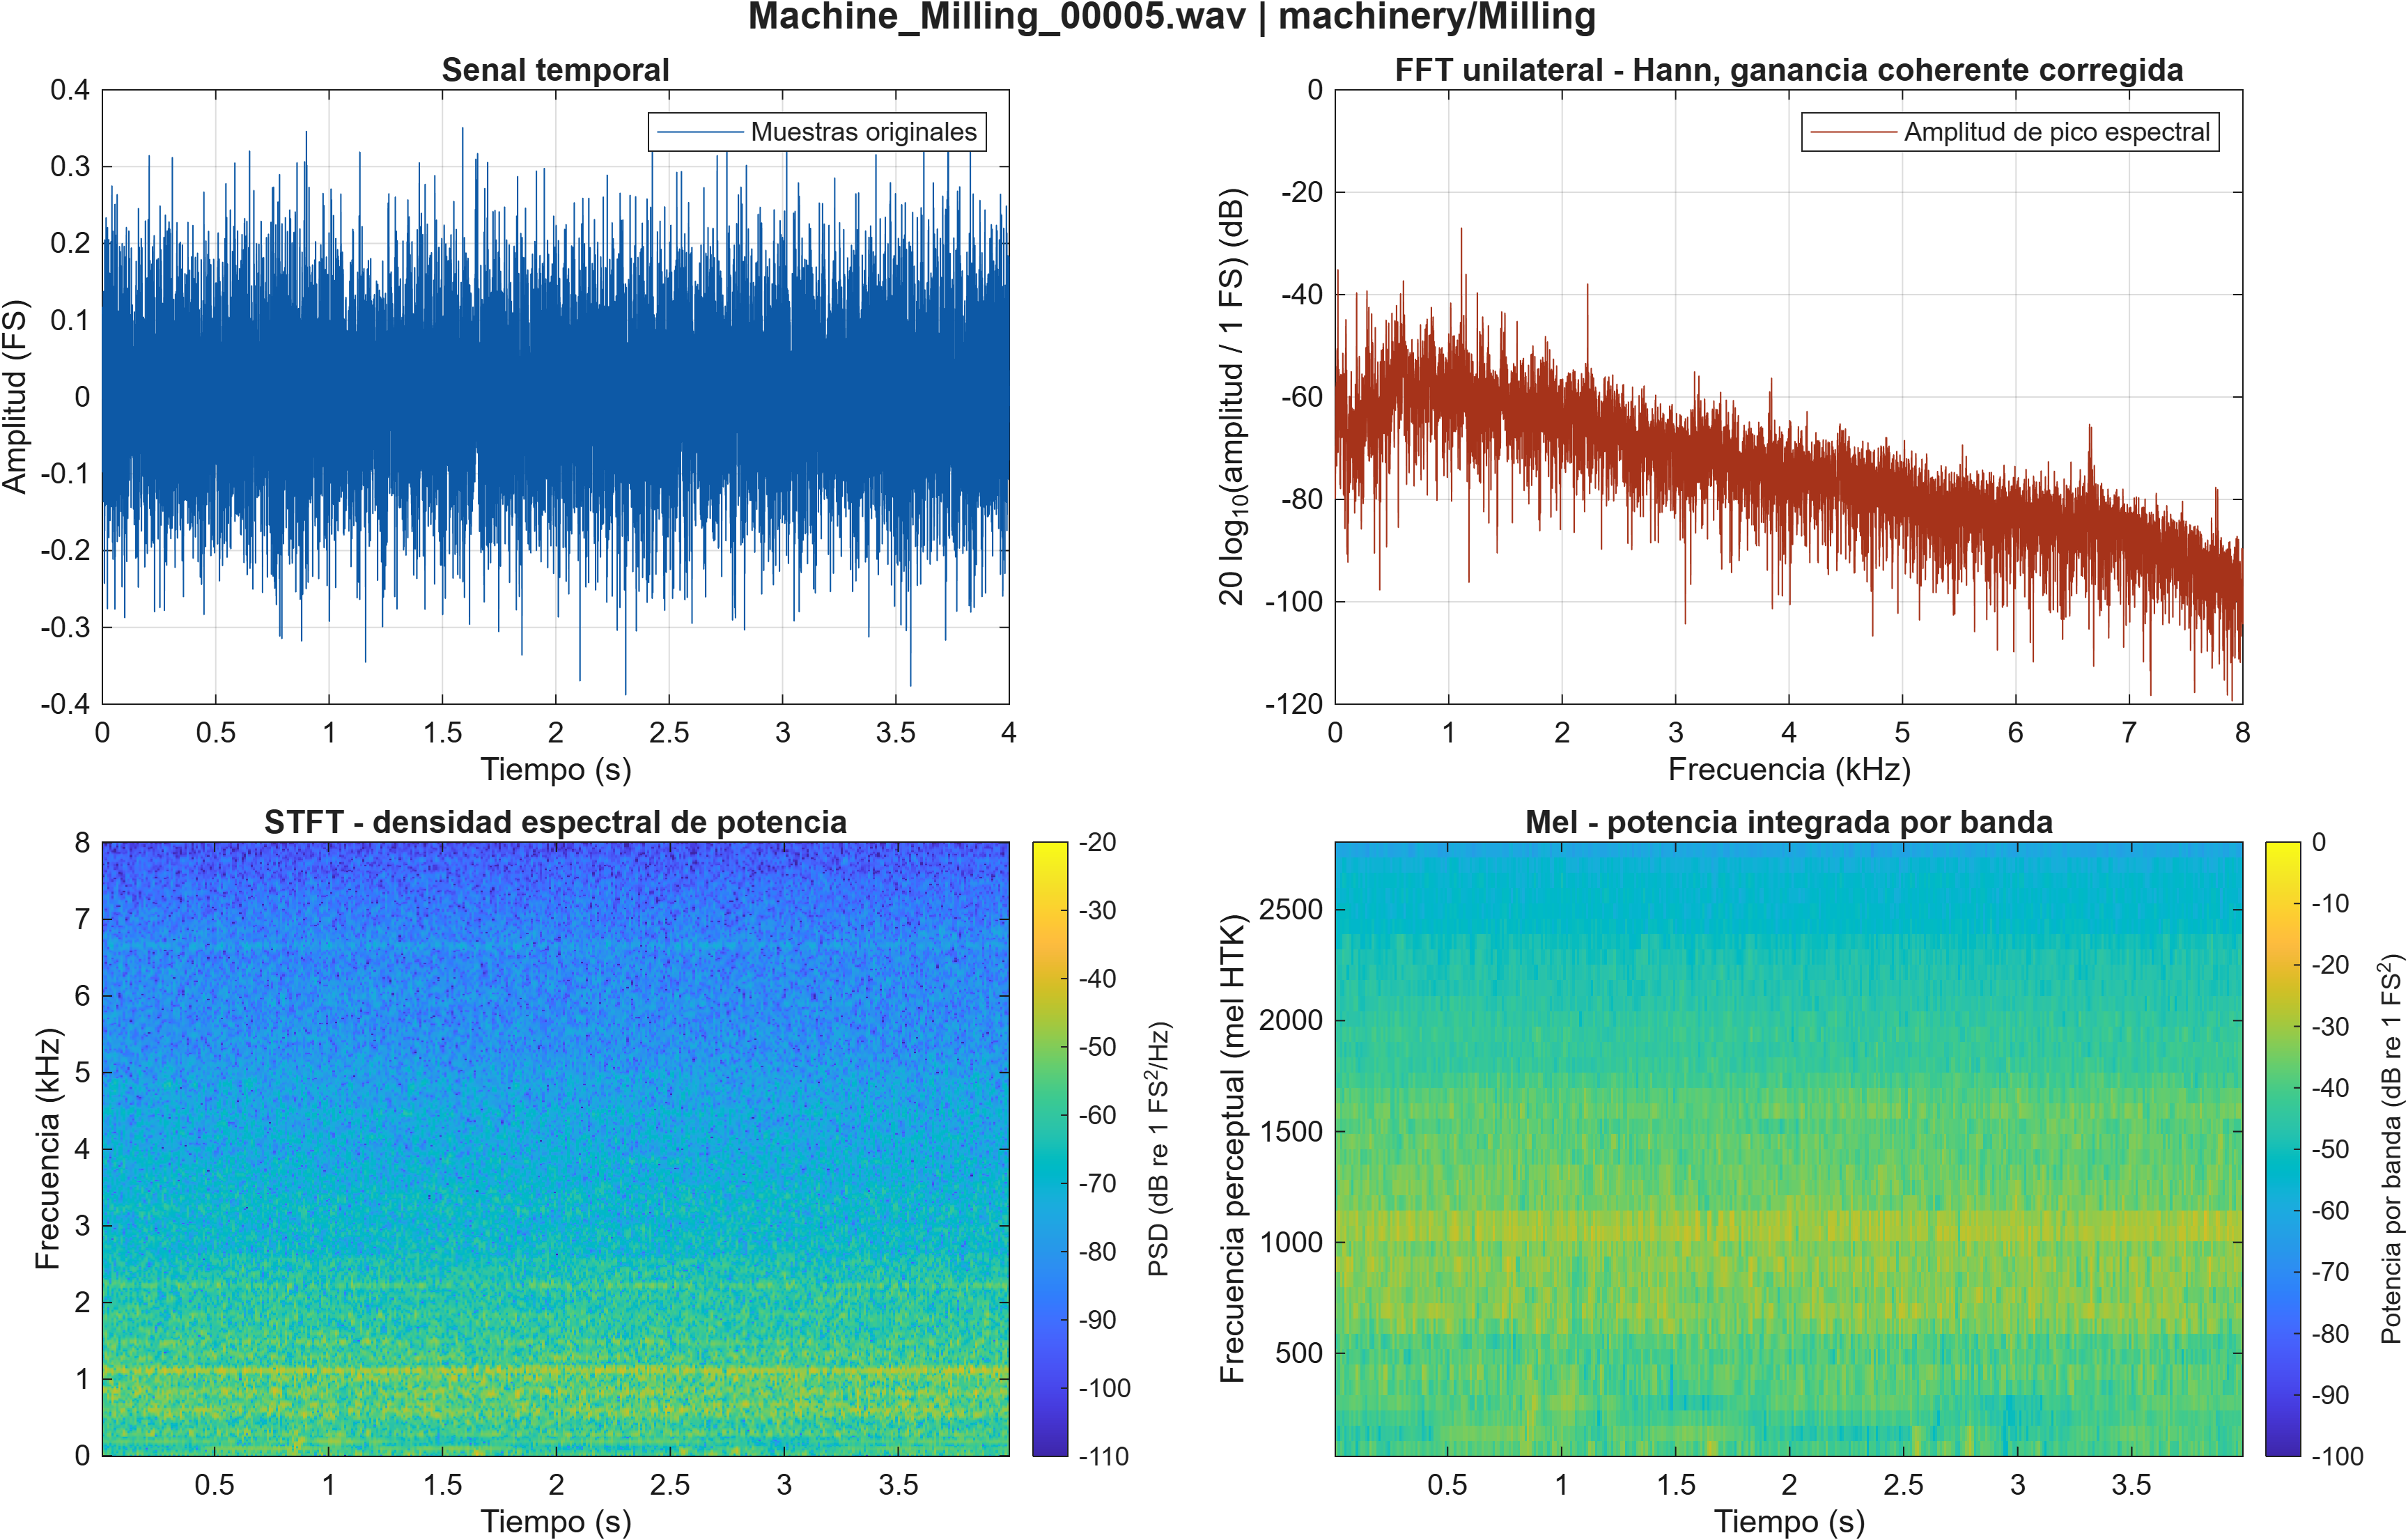 Machine_Milling_00005.wav | machinery/Milling
Senal temporal
Muestras originales
Amplitud (FS)
0.4
0.3
0.2
0.1
0
-0.1
-0.2
-0.3
-0.4
0 0.5 1 1.5 2 2.5 3 3.5 4
Tiempo (s)
FFT unilateral - Hann, ganancia coherente corregida
Amplitud de pico espectral
20 log10(amplitud / 1 FS) (dB)
0
-20
-40
-60
-80
-100
-120
0 1 2 3 4 5 6 7 8
Frecuencia (kHz)
STFT - densidad espectral de potencia
Frecuencia (kHz)
8
7
6
5
4
3
2
1
0
0.5 1 1.5 2 2.5 3 3.5
Tiempo (s)
-20
-30
-40
-50
-60
-70
-80
-90
-100
-110
PSD (dB re 1 FS²/Hz)
Mel - potencia integrada por banda
Frecuencia perceptual (mel HTK)
2500
2000
1500
1000
500
0.5 1 1.5 2 2.5 3 3.5
Tiempo (s)
0
-10
-20
-30
-40
-50
-60
-70
-80
-90
-100
Potencia por banda (dB re 1 FS²)